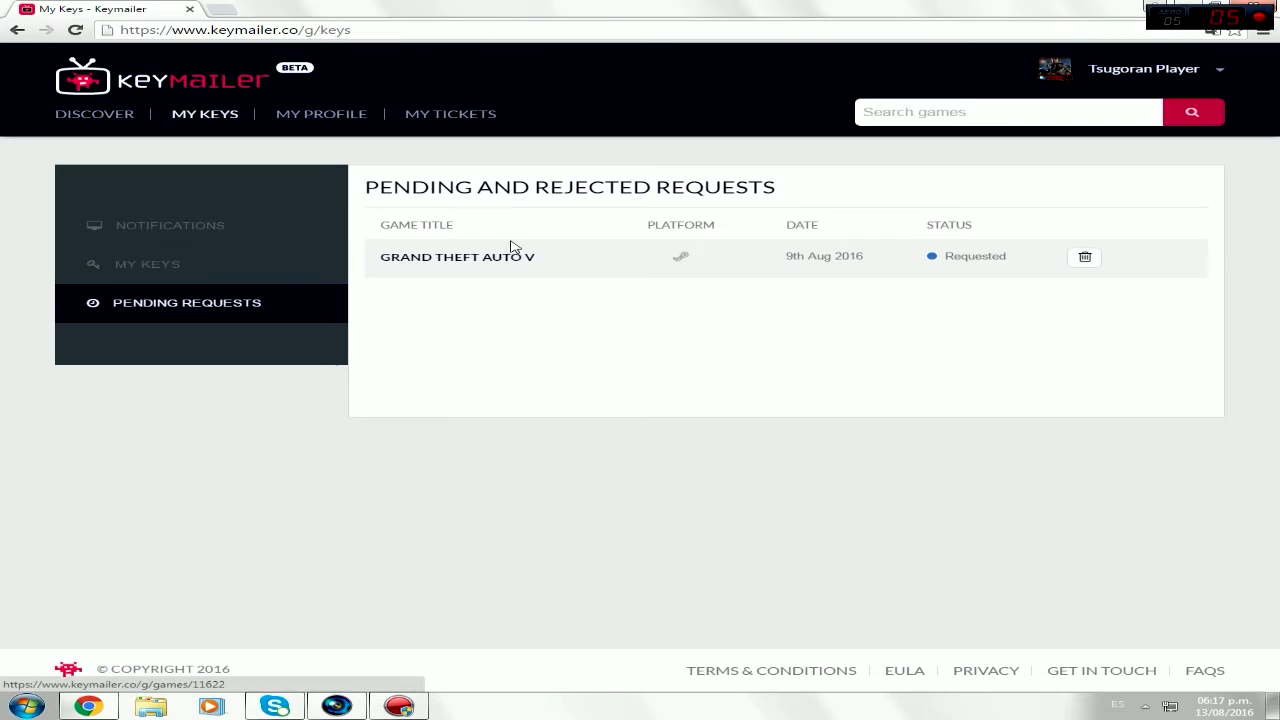 My Keys - Keymailer
https://www.keymailer.co/g/keys
05 05
KEYMAILER BETA
Tsugoran Player
DISCOVER MY KEYS MY PROFILE MY TICKETS
Search games
NOTIFICATIONS
MY KEYS
PENDING REQUESTS
PENDING AND REJECTED REQUESTS
GAME TITLE PLATFORM DATE STATUS
GRAND THEFT AUTO V 9th Aug 2016 Requested
© COPYRIGHT 2016
TERMS & CONDITIONS EULA PRIVACY GET IN TOUCH FAQS
https://www.keymailer.co/g/games/11622
ES
06:17 p.m.
13/08/2016